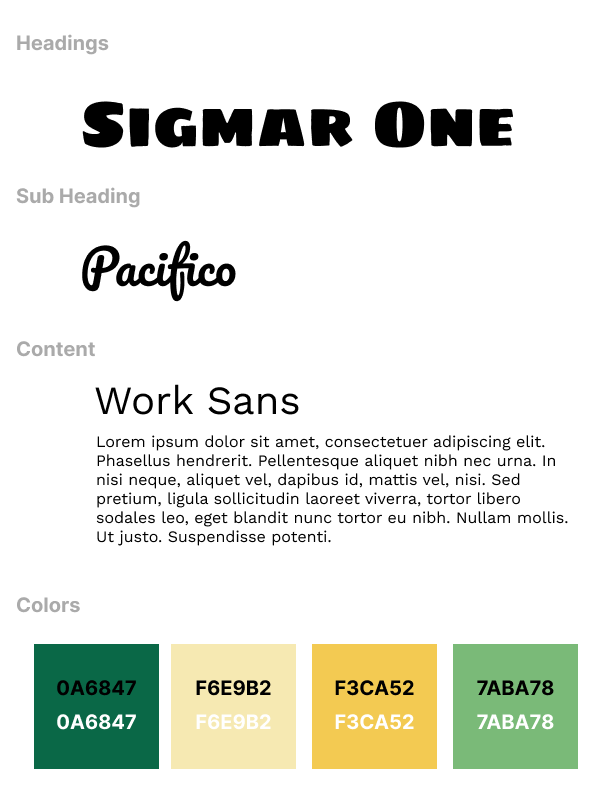 Headings
Sigmar One
Sub Heading
Pacifico
Content
Work Sans
Lorem ipsum dolor sit amet, consectetuer adipiscing elit.
Phasellus hendrerit. Pellentesque aliquet nibh nec urna. In
nisi neque, aliquet vel, dapibus id, mattis vel, nisi. Sed
pretium, ligula sollicitudin laoreet viverra, tortor libero
sodales leo, eget blandit nunc tortor eu nibh. Nullam mollis.
Ut justo. Suspendisse potenti.
Colors
0A6847 F6E9B2 F3CA52 7ABA78
0A6847 F6E9B2 F3CA52 7ABA78